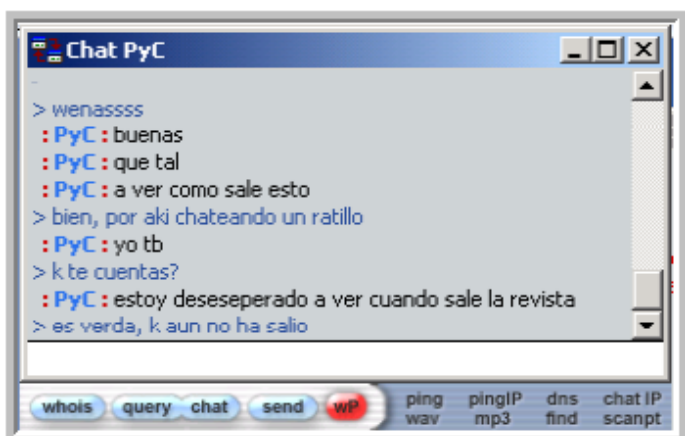 Chat PyC
> wenassss
: PyC : buenas
: PyC : que tal
: PyC : a ver como sale esto
> bien, por aki chateando un ratillo
: PyC : yo tb
> k te cuentas?
: PyC : estoy deseseperado a ver cuando sale la revista
> es verda, k aun no ha salio
whois query chat send wP ping pingIP dns chat IP
wav mp3 find scanpt